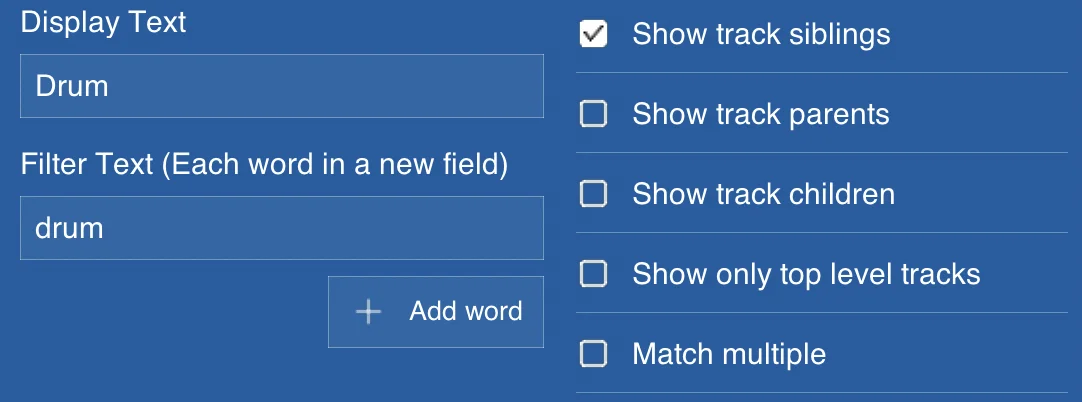 Display Text
Drum
Filter Text (Each word in a new field)
drum
Add word
Show track siblings
Show track parents
Show track children
Show only top level tracks
Match multiple